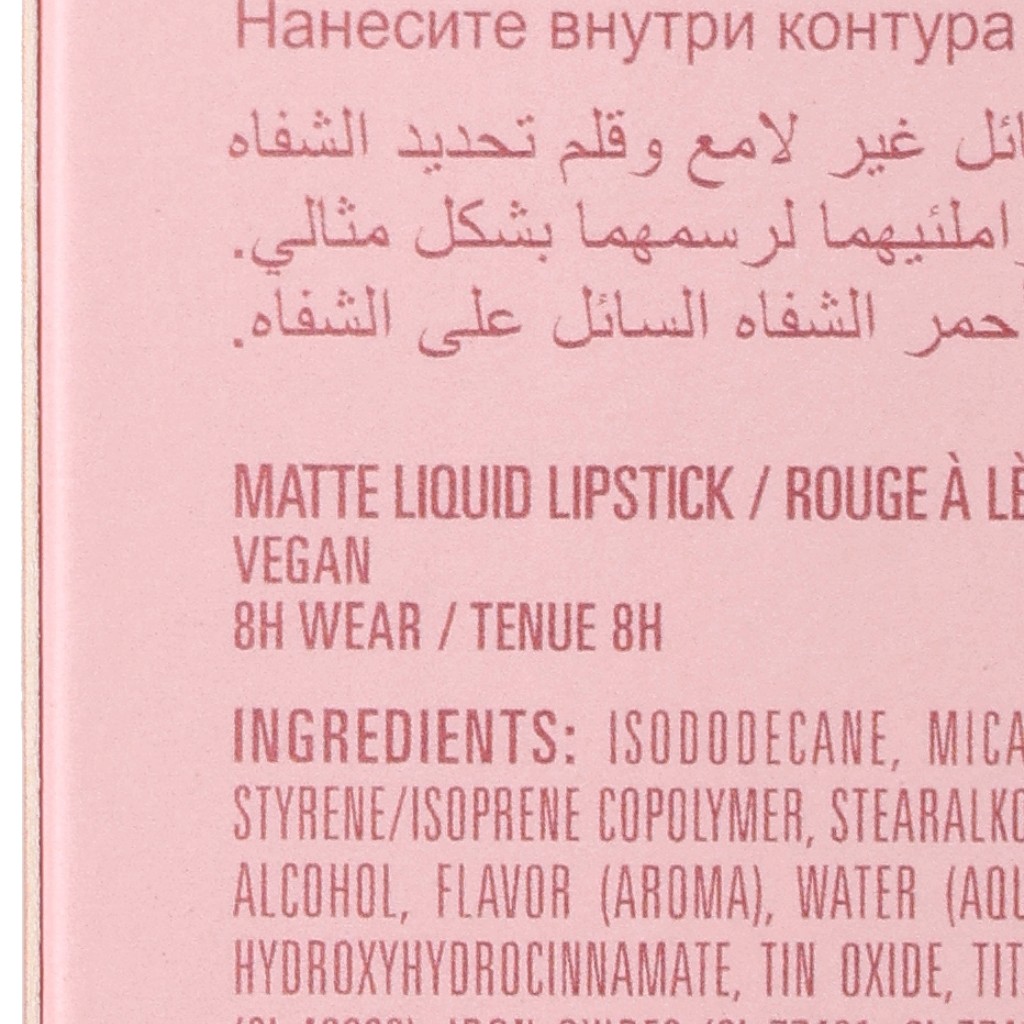 Нанесите внутри контура
غير لامع وقلم تحديد الشفاه
املئيهما لرسمهما بشكل مثالي.
حمر الشفاه السائل على الشفاه.
MATTE LIQUID LIPSTICK / ROUGE À LÈ
VEGAN
8H WEAR / TENUE 8H
INGREDIENTS: ISODODECANE, MICA
STYRENE/ISOPRENE COPOLYMER, STEARALKO
ALCOHOL, FLAVOR (AROMA), WATER (AQU
HYDROXYHYDROCINNAMATE, TIN OXIDE, TIT